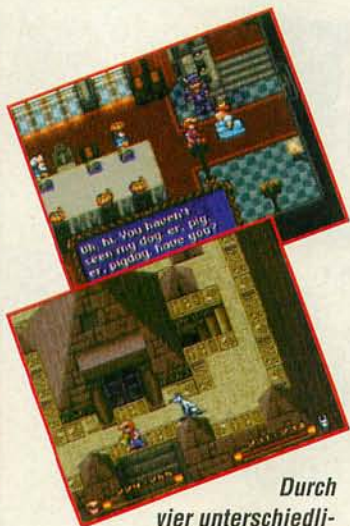 Uh, hi. You haven't
seen my dog, er, pig,
er, pigdog, have you?
Durch
vier unterschiedli-